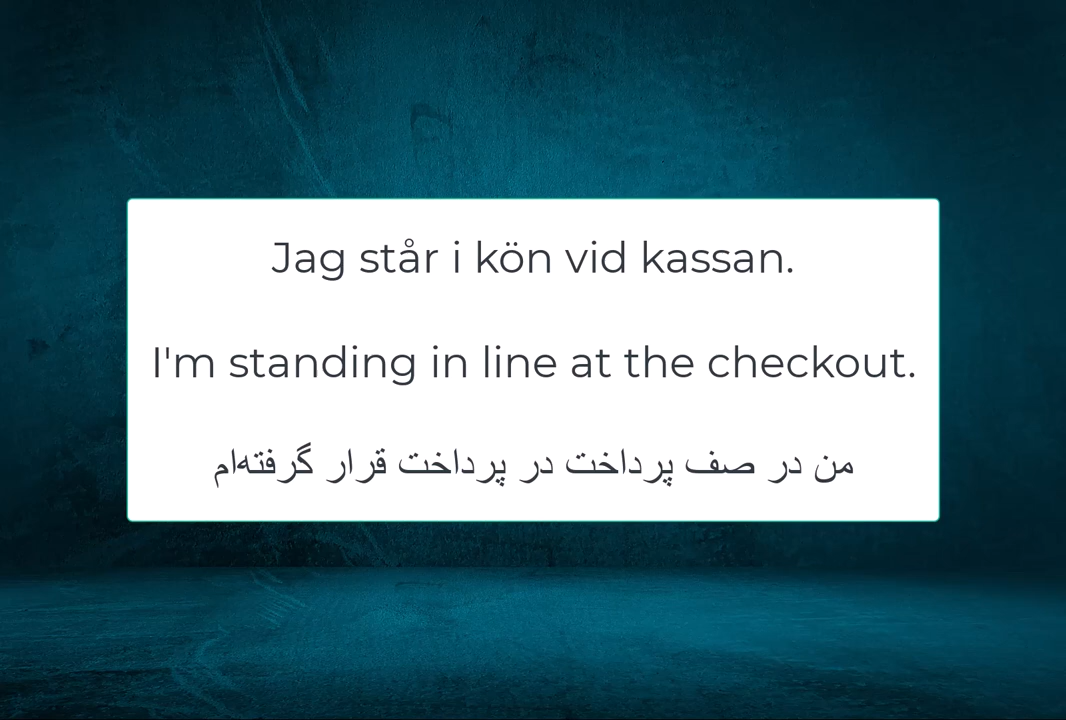 Jag står i kön vid kassan.
I'm standing in line at the checkout.
من در صف پرداخت در پرداخت قرار گرفته‌ام